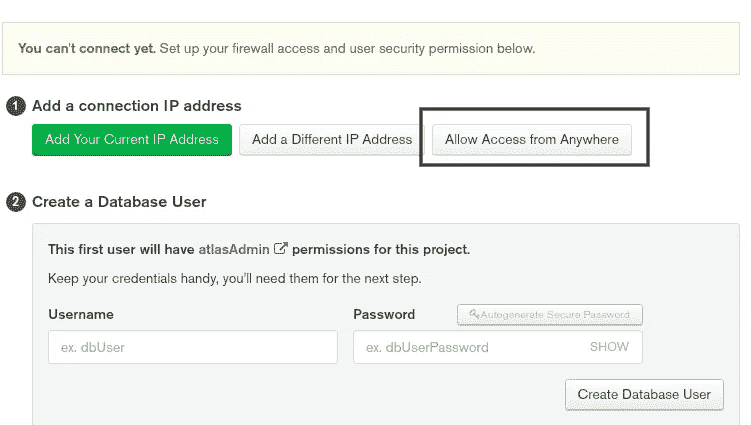 You can't connect yet. Set up your firewall access and user security permission below.
1 Add a connection IP address
Add Your Current IP Address Add a Different IP Address Allow Access from Anywhere
2 Create a Database User
This first user will have atlasAdmin permissions for this project.
Keep your credentials handy, you'll need them for the next step.
Username Password Autogenerate Secure Password
ex. dbUser ex. dbUserPassword SHOW
Create Database User